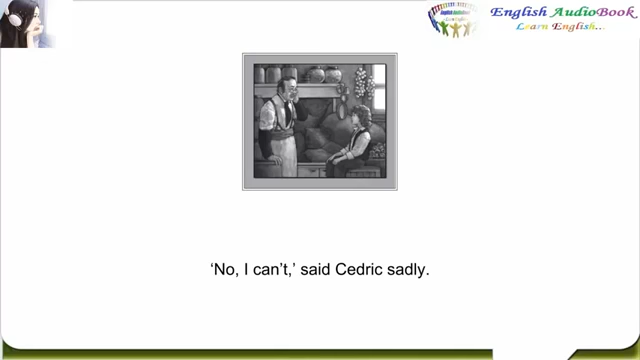 English AudioBook
Learn English...
‘No, I can’t,’ said Cedric sadly.